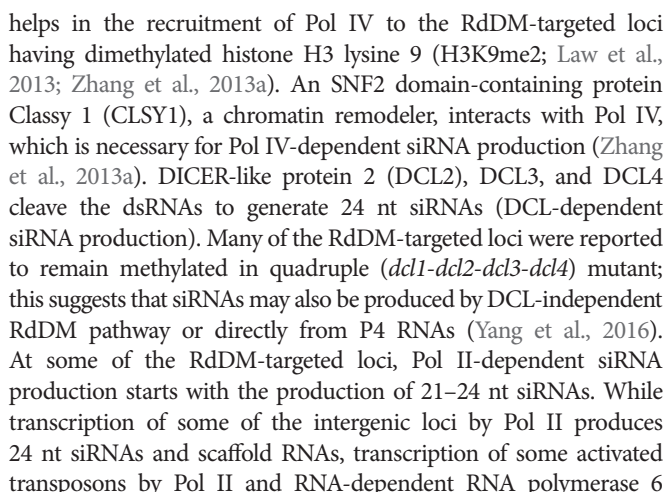 helps in the recruitment of Pol IV to the RdDM-targeted loci
having dimethylated histone H3 lysine 9 (H3K9me2; Law et al.,
2013; Zhang et al., 2013a). An SNF2 domain-containing protein
Classy 1 (CLSY1), a chromatin remodeler, interacts with Pol IV,
which is necessary for Pol IV-dependent siRNA production (Zhang
et al., 2013a). DICER-like protein 2 (DCL2), DCL3, and DCL4
cleave the dsRNAs to generate 24 nt siRNAs (DCL-dependent
siRNA production). Many of the RdDM-targeted loci were reported
to remain methylated in quadruple (dcl1-dcl2-dcl3-dcl4) mutant;
this suggests that siRNAs may also be produced by DCL-independent
RdDM pathway or directly from P4 RNAs (Yang et al., 2016).
At some of the RdDM-targeted loci, Pol II-dependent siRNA
production starts with the production of 21–24 nt siRNAs. While
transcription of some of the intergenic loci by Pol II produces
24 nt siRNAs and scaffold RNAs, transcription of some activated
transposons by Pol II and RNA-dependent RNA polymerase 6